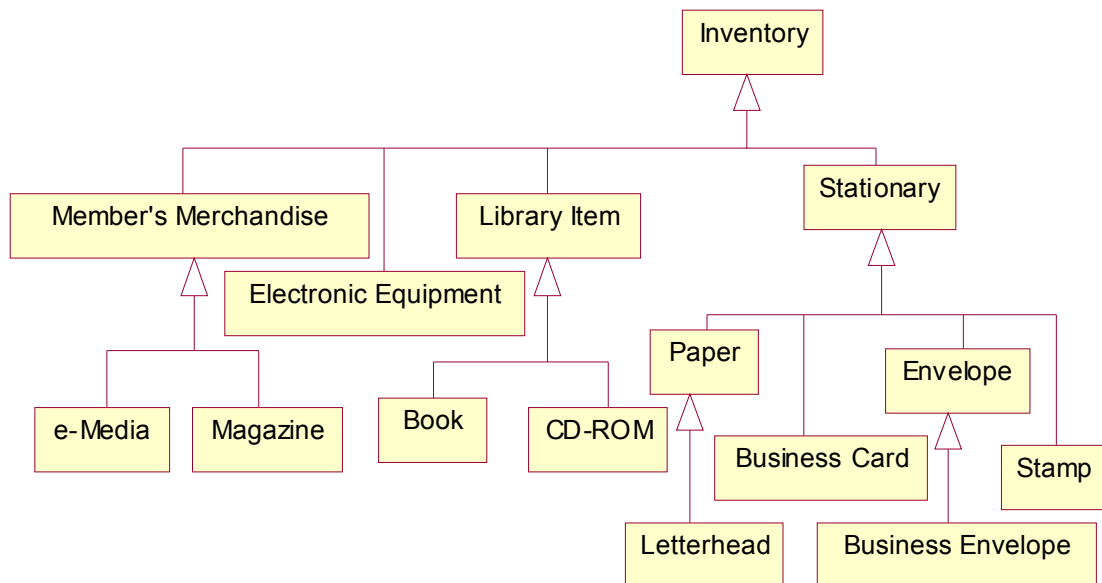 Inventory
Member's Merchandise
Electronic Equipment
Library Item
Stationary
e-Media
Magazine
Book
CD-ROM
Paper
Business Card
Envelope
Stamp
Letterhead
Business Envelope